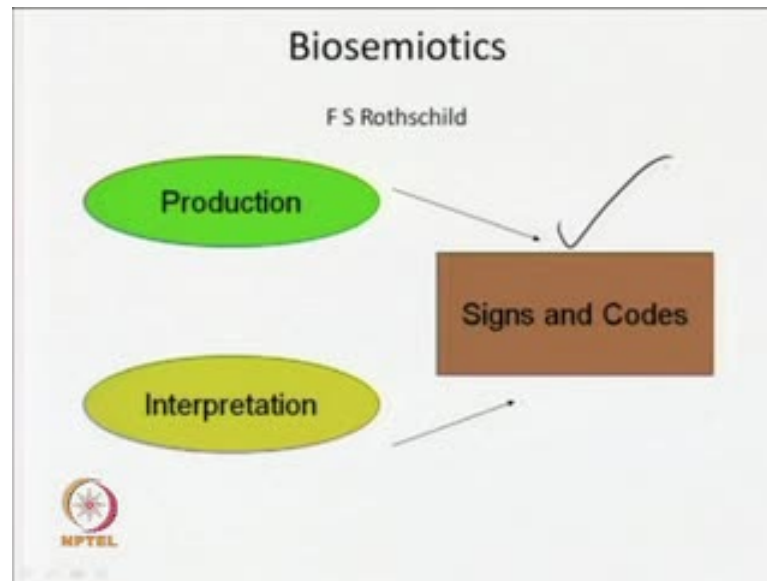 Biosemiotics
F S Rothschild
Production
Signs and Codes
Interpretation
NPTEL